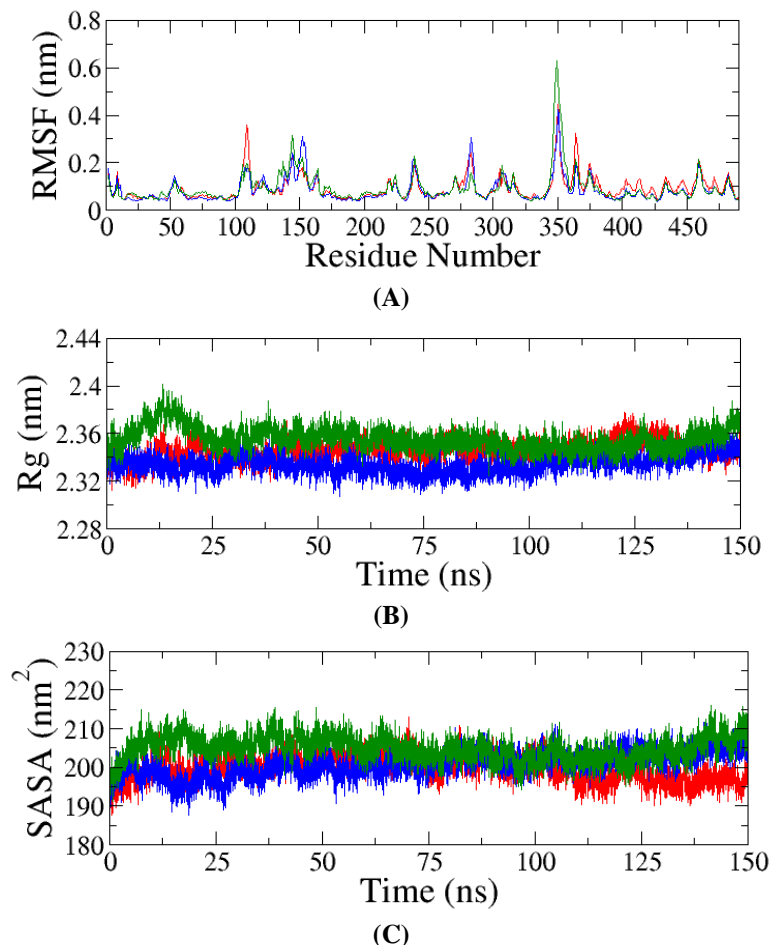 0.8
0.6
0.4
0.2
0
RMSF (nm)
0 50 100 150 200 250 300 350 400 450
Residue Number
(A)
2.44
2.4
2.36
2.32
2.28
Rg (nm)
0 25 50 75 100 125 150
Time (ns)
(B)
230
220
210
200
190
180
SASA (nm²)
0 25 50 75 100 125 150
Time (ns)
(C)